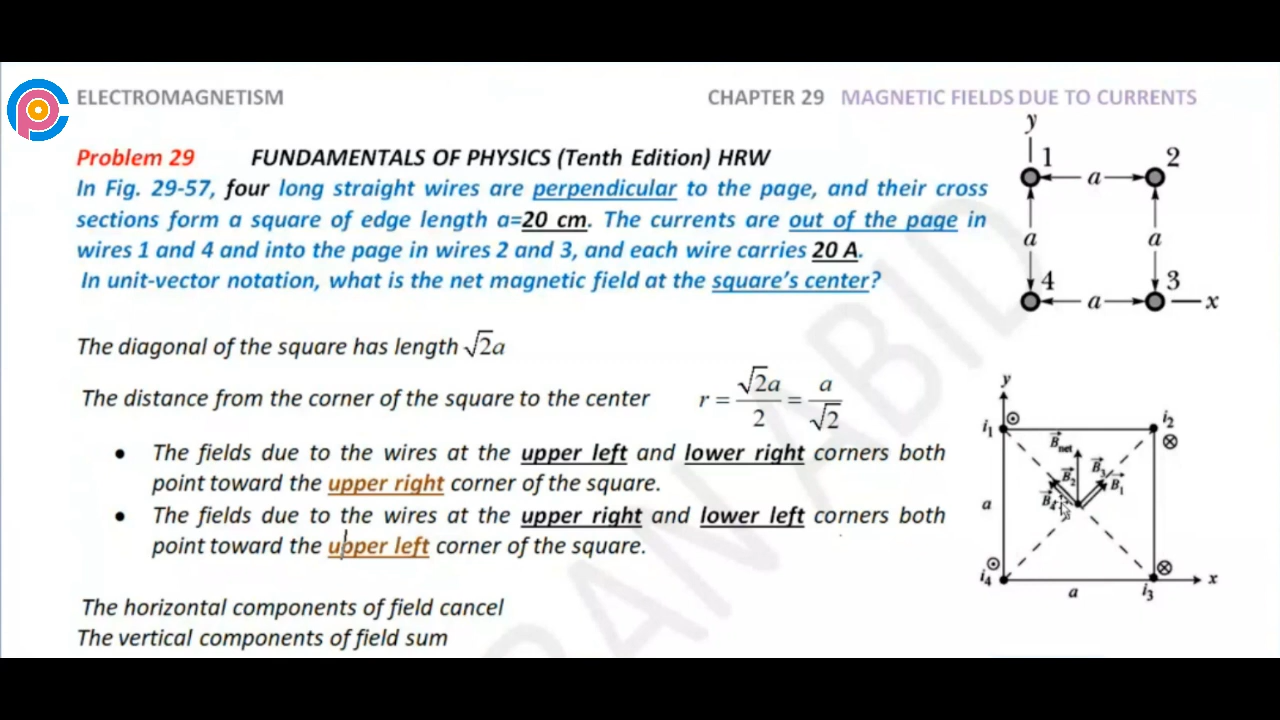 ELECTROMAGNETISM
CHAPTER 29 MAGNETIC FIELDS DUE TO CURRENTS
Problem 29 FUNDAMENTALS OF PHYSICS (Tenth Edition) HRW
In Fig. 29-57, four long straight wires are perpendicular to the page, and their cross
sections form a square of edge length a=20 cm. The currents are out of the page in
wires 1 and 4 and into the page in wires 2 and 3, and each wire carries 20 A.
In unit-vector notation, what is the net magnetic field at the square's center?
y
1 2
a
a a
4 3
a x
The diagonal of the square has length √2a
The distance from the corner of the square to the center r = √2a/2 = a/√2
• The fields due to the wires at the upper left and lower right corners both
point toward the upper right corner of the square.
• The fields due to the wires at the upper right and lower left corners both
point toward the upper left corner of the square.
The horizontal components of field cancel
The vertical components of field sum
y
i1 i2
Bnet
B2 B3 B1
B4
a
i4 i3 x
a
RAN ABID